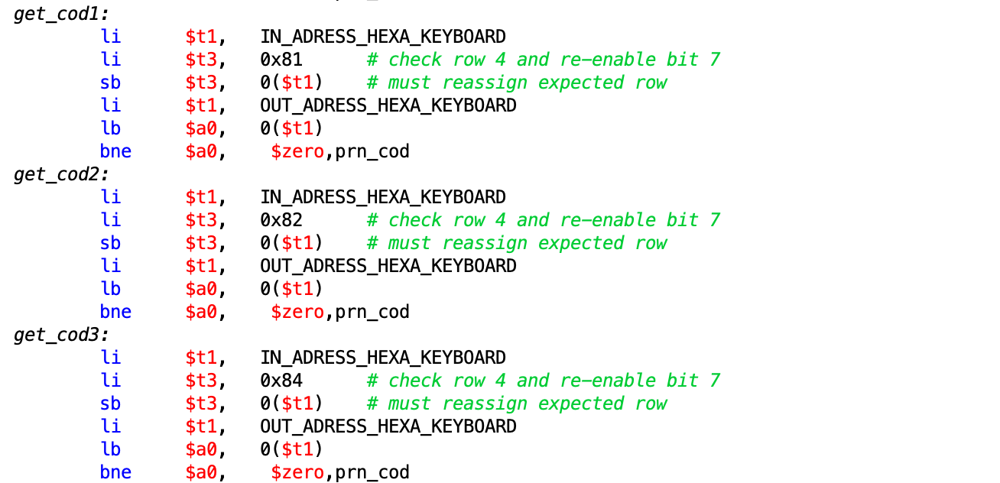 get_cod1:
li $t1, IN_ADRESS_HEXA_KEYBOARD
li $t3, 0x81 # check row 4 and re-enable bit 7
sb $t3, 0($t1) # must reassign expected row
li $t1, OUT_ADRESS_HEXA_KEYBOARD
lb $a0, 0($t1)
bne $a0, $zero,prn_cod
get_cod2:
li $t1, IN_ADRESS_HEXA_KEYBOARD
li $t3, 0x82 # check row 4 and re-enable bit 7
sb $t3, 0($t1) # must reassign expected row
li $t1, OUT_ADRESS_HEXA_KEYBOARD
lb $a0, 0($t1)
bne $a0, $zero,prn_cod
get_cod3:
li $t1, IN_ADRESS_HEXA_KEYBOARD
li $t3, 0x84 # check row 4 and re-enable bit 7
sb $t3, 0($t1) # must reassign expected row
li $t1, OUT_ADRESS_HEXA_KEYBOARD
lb $a0, 0($t1)
bne $a0, $zero,prn_cod